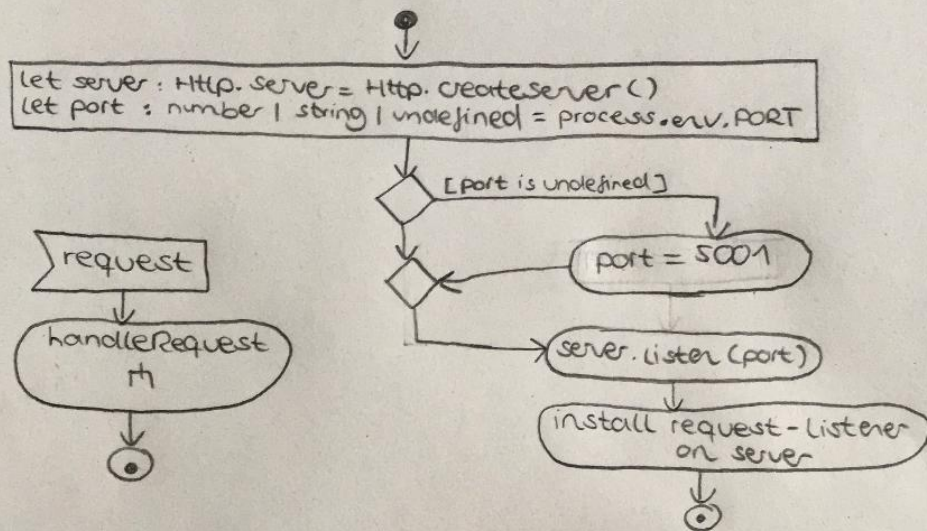 let server : Http.server = Http.createserver()
let port : number | string | undefined = process.env.PORT
[port is undefined]
request
port = 5001
handleRequest
server.listen(port)
install request-listener
on server